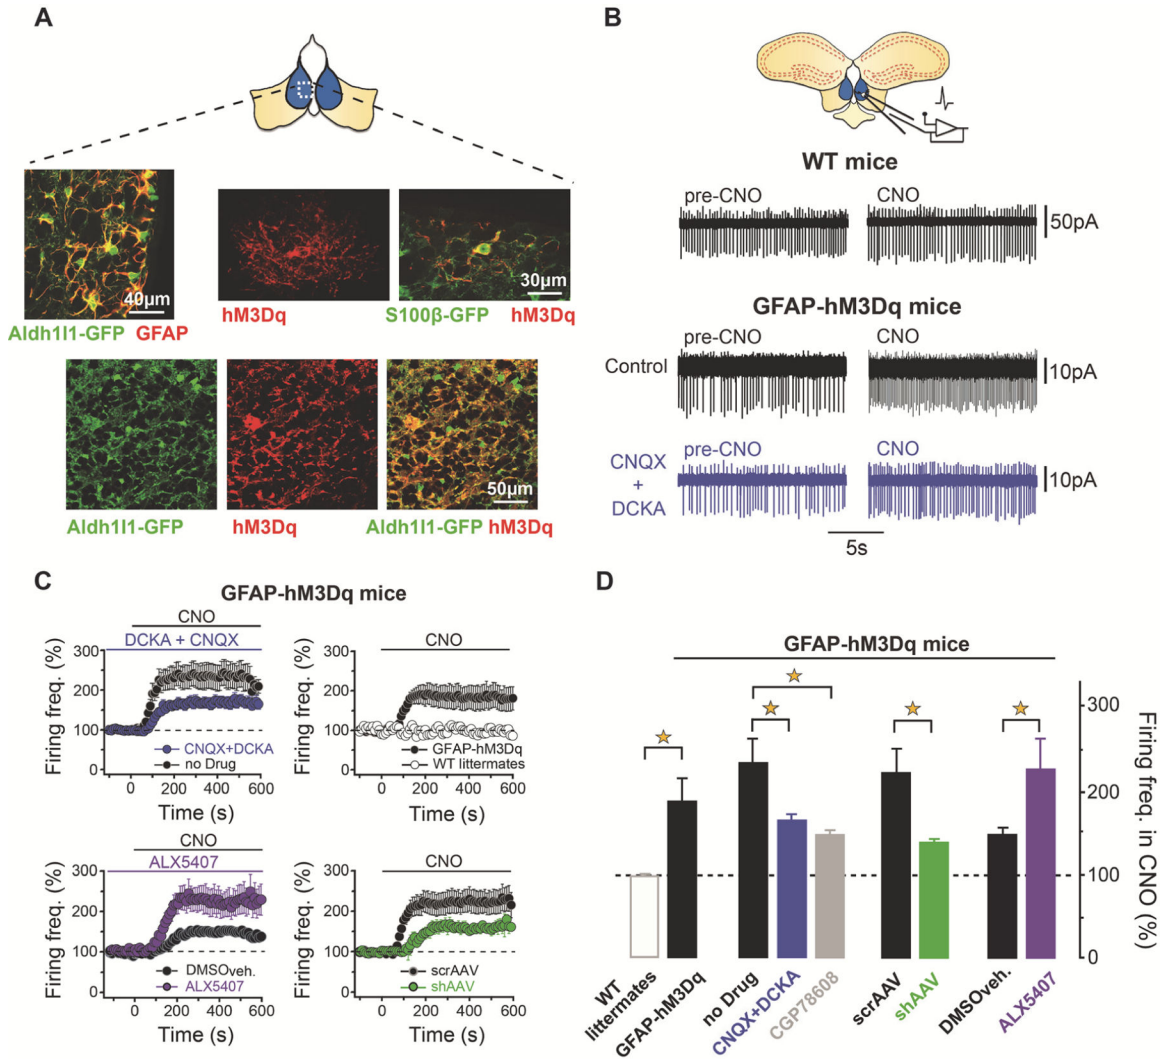 A
40µm
Aldh1l1-GFP GFAP
hM3Dq
30µm
S100β-GFP hM3Dq
Aldh1l1-GFP
hM3Dq
50µm
Aldh1l1-GFP hM3Dq
B
WT mice
pre-CNO CNO
50pA
GFAP-hM3Dq mice
Control
pre-CNO CNO
10pA
CNQX
+
DCKA
pre-CNO CNO
10pA
5s
C
GFAP-hM3Dq mice
CNO
DCKA + CNQX
Firing freq. (%)
300
200
100
0
CNQX+DCKA
no Drug
0 200 400 600
Time (s)
CNO
Firing freq. (%)
300
200
100
0
GFAP-hM3Dq
WT littermates
0 200 400 600
Time (s)
CNO
ALX5407
Firing freq. (%)
300
200
100
0
DMSOveh.
ALX5407
0 200 400 600
Time (s)
CNO
Firing freq. (%)
300
200
100
0
scrAAV
shAAV
0 200 400 600
Time (s)
D
GFAP-hM3Dq mice
300
200
100
0
Firing freq. in CNO (%)
WT
littermates
GFAP-hM3Dq
no Drug
CNQX+DCKA
CGP78608
scrAAV
shAAV
DMSOveh.
ALX5407